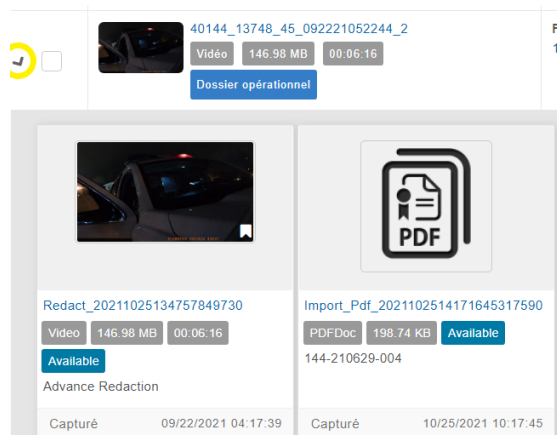 40144_13748_45_092221052244_2
Vidéo 146.98 MB 00:06:16
Dossier opérationnel
PDF
Redact_20211025134757849730
Import_Pdf_2021102514171645317590
Video 146.98 MB 00:06:16
PDFDoc 198.74 KB Available
Available
144-210629-004
Advance Redaction
Capturé 09/22/2021 04:17:39
Capturé 10/25/2021 10:17:45